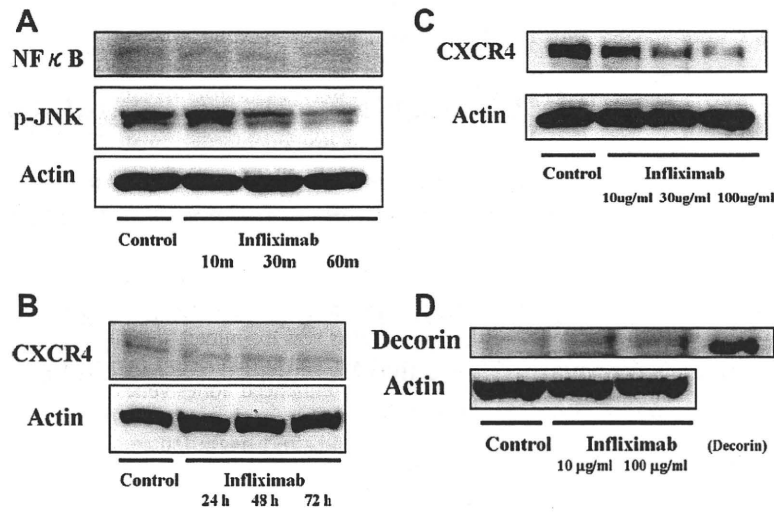 A
NFκB
p-JNK
Actin
Control Infliximab
10m 30m 60m
B
CXCR4
Actin
Control Infliximab
24 h 48 h 72 h
C
CXCR4
Actin
Control Infliximab
10ug/ml 30ug/ml 100ug/ml
D
Decorin
Actin
Control Infliximab (Decorin)
10 μg/ml 100 μg/ml